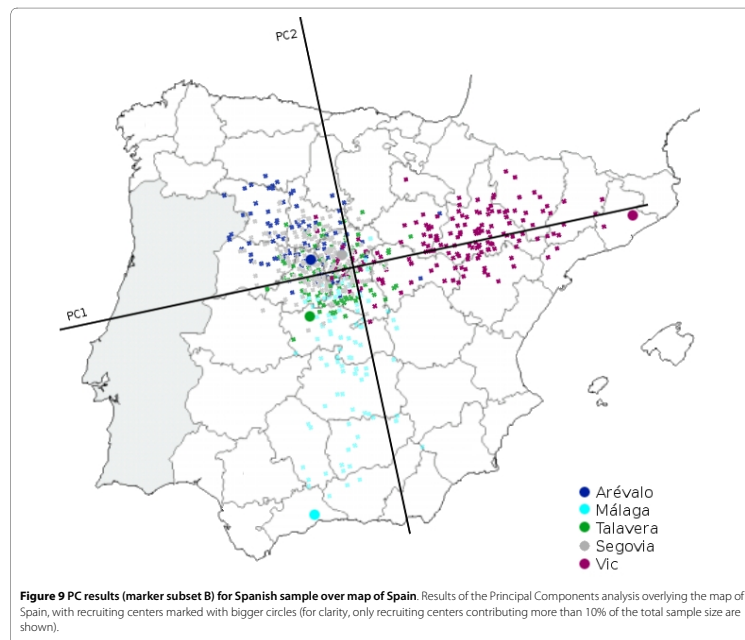 PC2
PC1
Arévalo
Málaga
Talavera
Segovia
Vic
Figure 9 PC results (marker subset B) for Spanish sample over map of Spain. Results of the Principal Components analysis overlying the map of
Spain, with recruiting centers marked with bigger circles (for clarity, only recruiting centers contributing more than 10% of the total sample size are
shown).